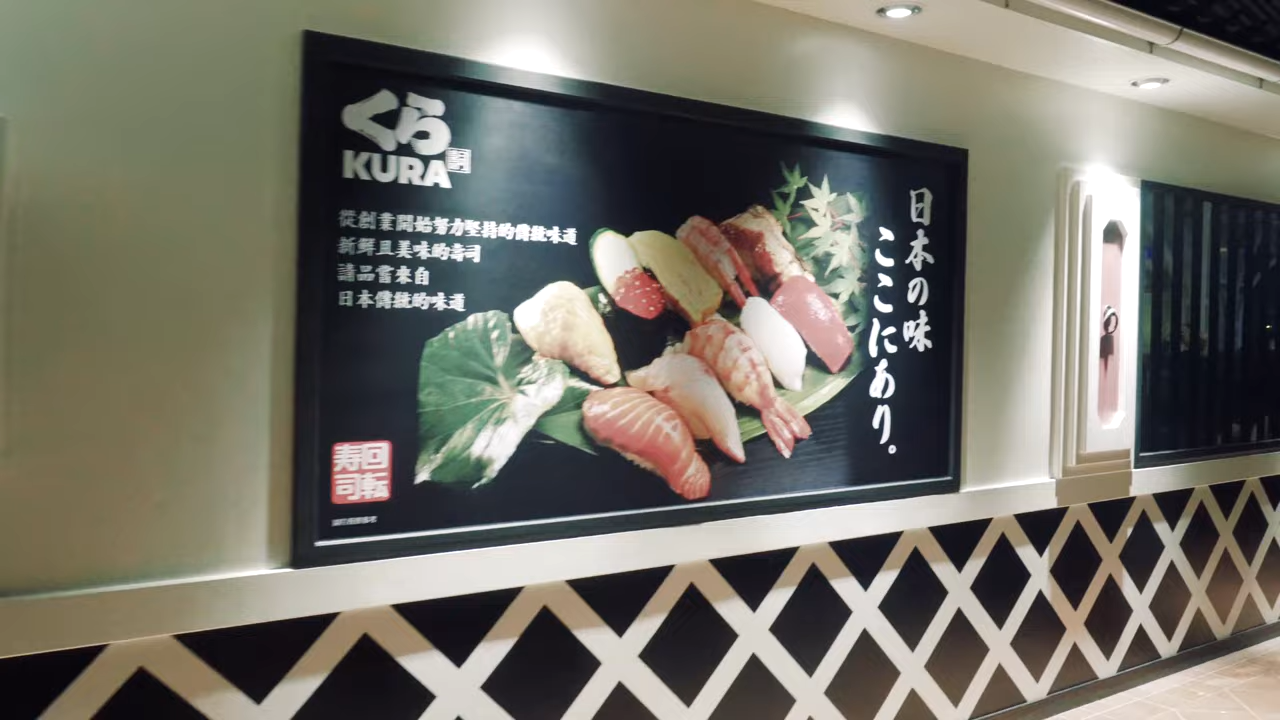 くら
KURA
從創業開始努力堅持的傳統味道
新鮮且美味的壽司
請品嘗來自
日本傳統的味道
日本の味
ここにあり。
回転
寿司